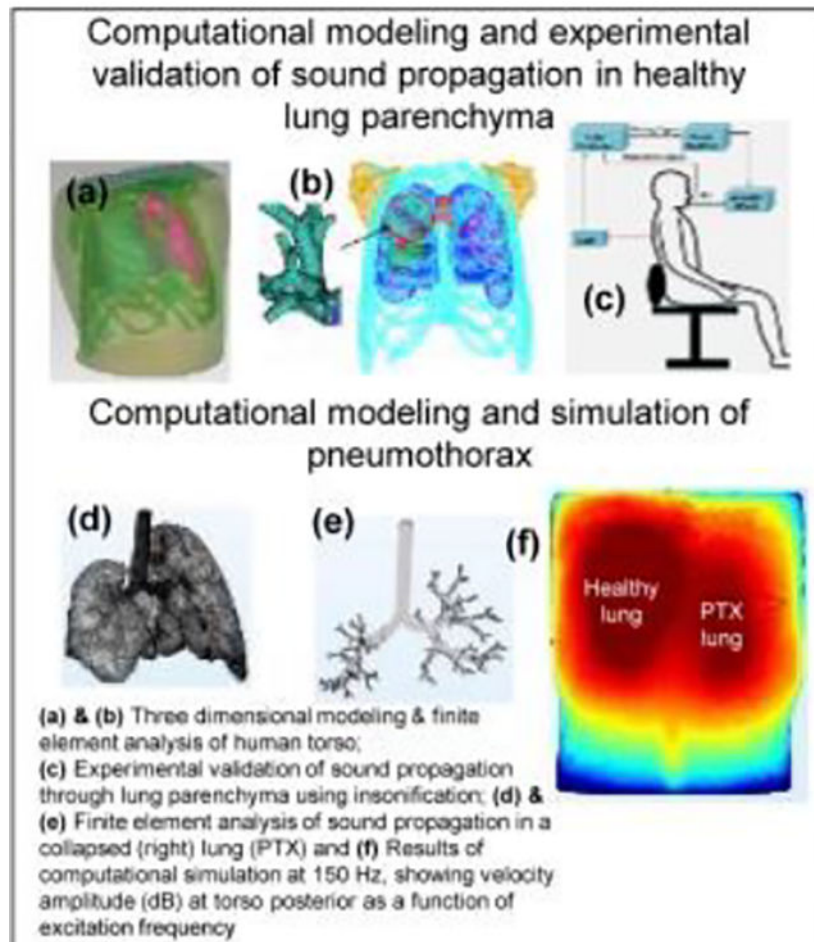 Computational modeling and experimental
validation of sound propagation in healthy
lung parenchyma
(a)
(b)
(c)
Computational modeling and simulation of
pneumothorax
(d)
(e)
(f)
Healthy
lung
PTX
lung
(a) & (b) Three dimensional modeling & finite
element analysis of human torso;
(c) Experimental validation of sound propagation
through lung parenchyma using insonification; (d) &
(e) Finite element analysis of sound propagation in a
collapsed (right) lung (PTX) and (f) Results of
computational simulation at 150 Hz, showing velocity
amplitude (dB) at torso posterior as a function of
excitation frequency